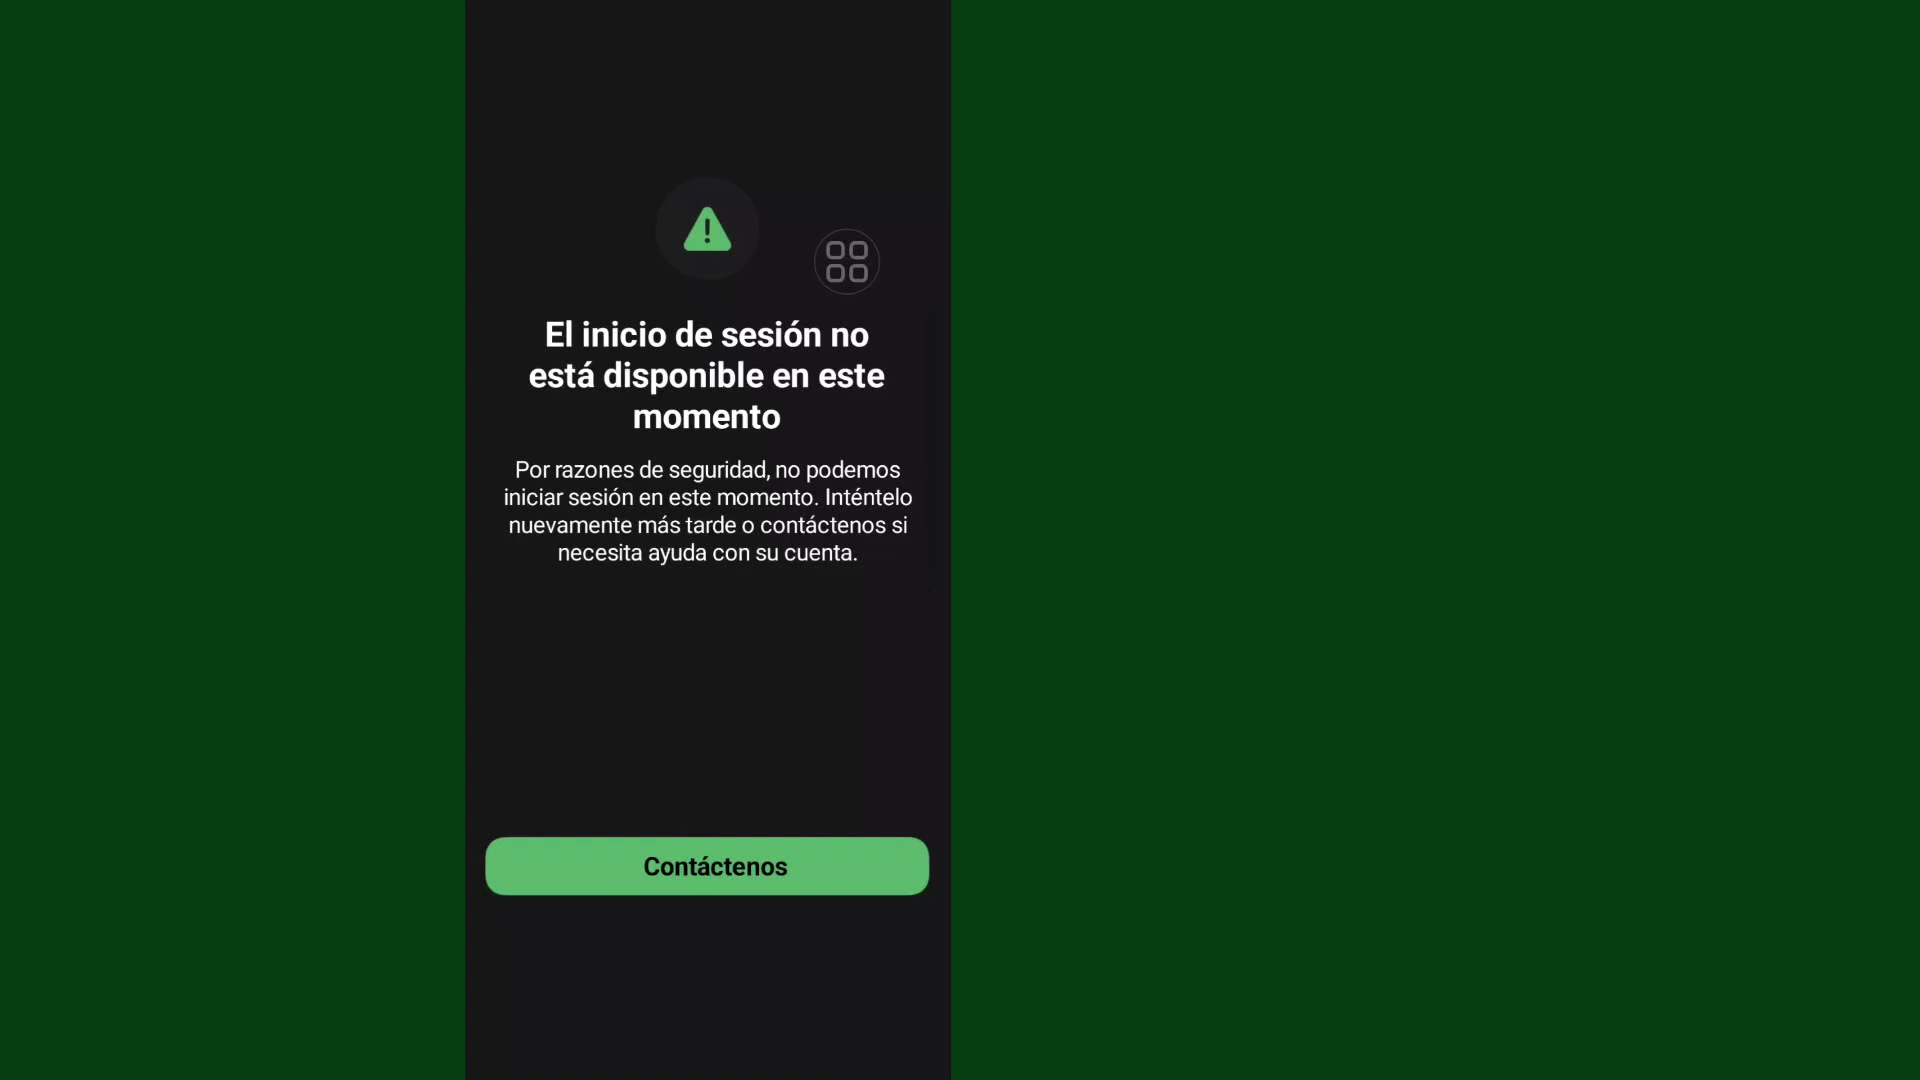 El inicio de sesión no
está disponible en este
momento
Por razones de seguridad, no podemos
iniciar sesión en este momento. Inténtelo
nuevamente más tarde o contáctenos si
necesita ayuda con su cuenta.
Contáctenos